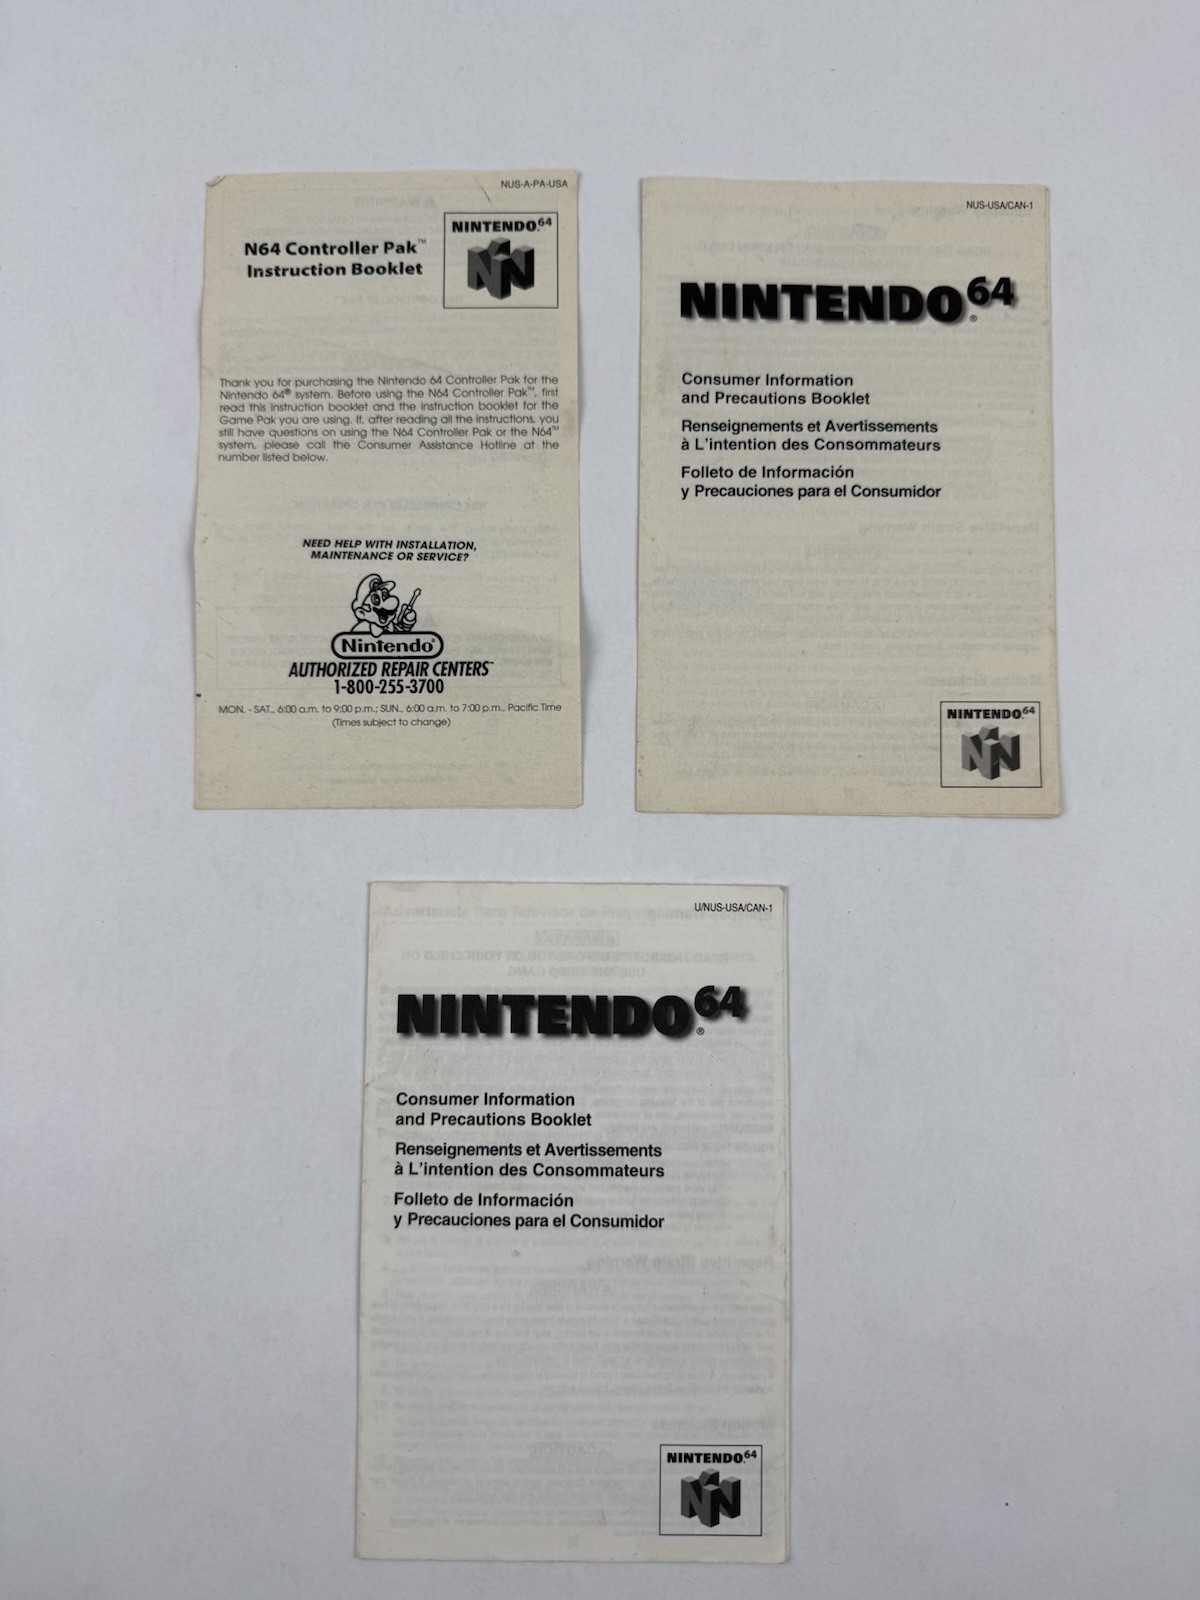 NUS-A-PA-USA
N64 Controller Pak™
Instruction Booklet
NINTENDO64
Thank you for purchasing the Nintendo 64 Controller Pak for the
Nintendo 64® system. Before using the N64 Controller Pak™, first
read this instruction booklet and the instruction booklet for the
Game Pak you are using. If, after reading all the instructions, you
still have questions on using the N64 Controller Pak or the N64™
system, please call the Consumer Assistance Hotline at the
number listed below.
NEED HELP WITH INSTALLATION,
MAINTENANCE OR SERVICE?
Nintendo®
AUTHORIZED REPAIR CENTERS™
1-800-255-3700
MON. - SAT., 6:00 a.m. to 9:00 p.m.; SUN., 6:00 a.m. to 7:00 p.m., Pacific Time
(Times subject to change)
NUS-USA/CAN-1
NINTENDO64®
Consumer Information
and Precautions Booklet
Renseignements et Avertissements
à L'intention des Consommateurs
Folleto de Información
y Precauciones para el Consumidor
NINTENDO64
U/NUS-USA/CAN-1
NINTENDO64®
Consumer Information
and Precautions Booklet
Renseignements et Avertissements
à L'intention des Consommateurs
Folleto de Información
y Precauciones para el Consumidor
NINTENDO64